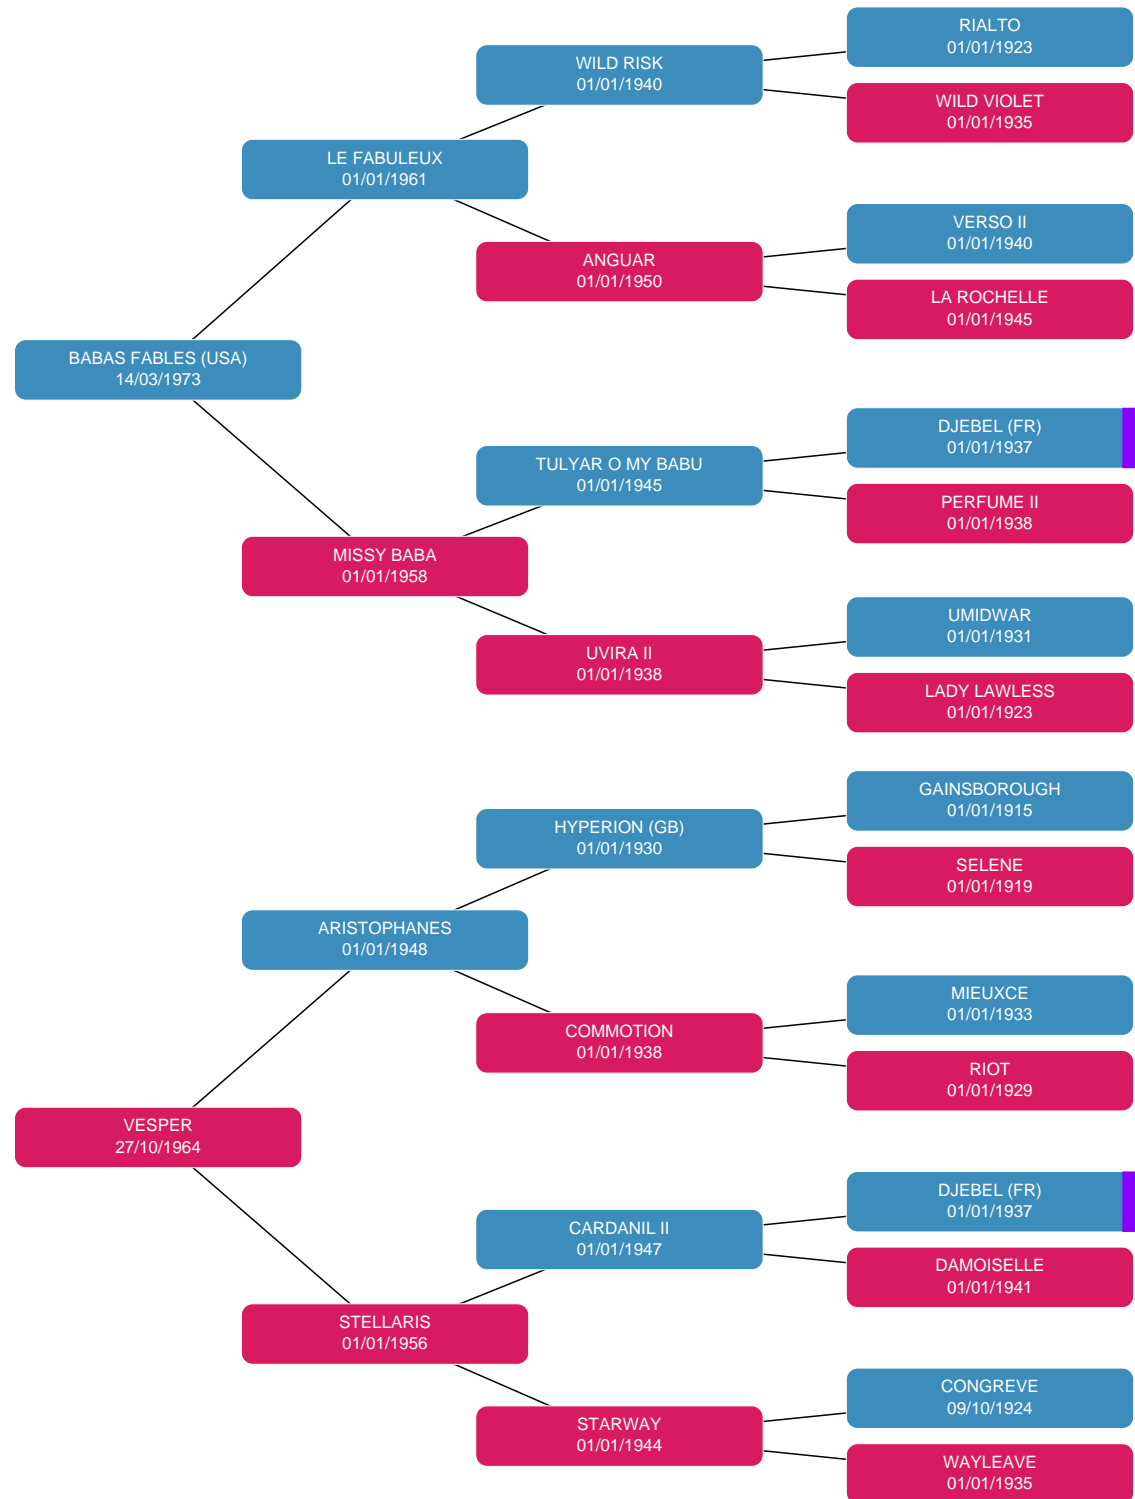 RIALTO
01/01/1923
WILD RISK
01/01/1940
WILD VIOLET
01/01/1935
LE FABULEUX
01/01/1961
VERSO II
01/01/1940
ANGUAR
01/01/1950
LA ROCHELLE
01/01/1945
BABAS FABLES (USA)
14/03/1973
DJEBEL (FR)
01/01/1937
TULYAR O MY BABU
01/01/1945
PERFUME II
01/01/1938
MISSY BABA
01/01/1958
UMIDWAR
01/01/1931
UVIRA II
01/01/1938
LADY LAWLESS
01/01/1923
GAINSBOROUGH
01/01/1915
HYPERION (GB)
01/01/1930
SELENE
01/01/1919
ARISTOPHANES
01/01/1948
MIEUXCE
01/01/1933
COMMOTION
01/01/1938
RIOT
01/01/1929
VESPER
27/10/1964
DJEBEL (FR)
01/01/1937
CARDANIL II
01/01/1947
DAMOISELLE
01/01/1941
STELLARIS
01/01/1956
CONGREVE
09/10/1924
STARWAY
01/01/1944
WAYLEAVE
01/01/1935